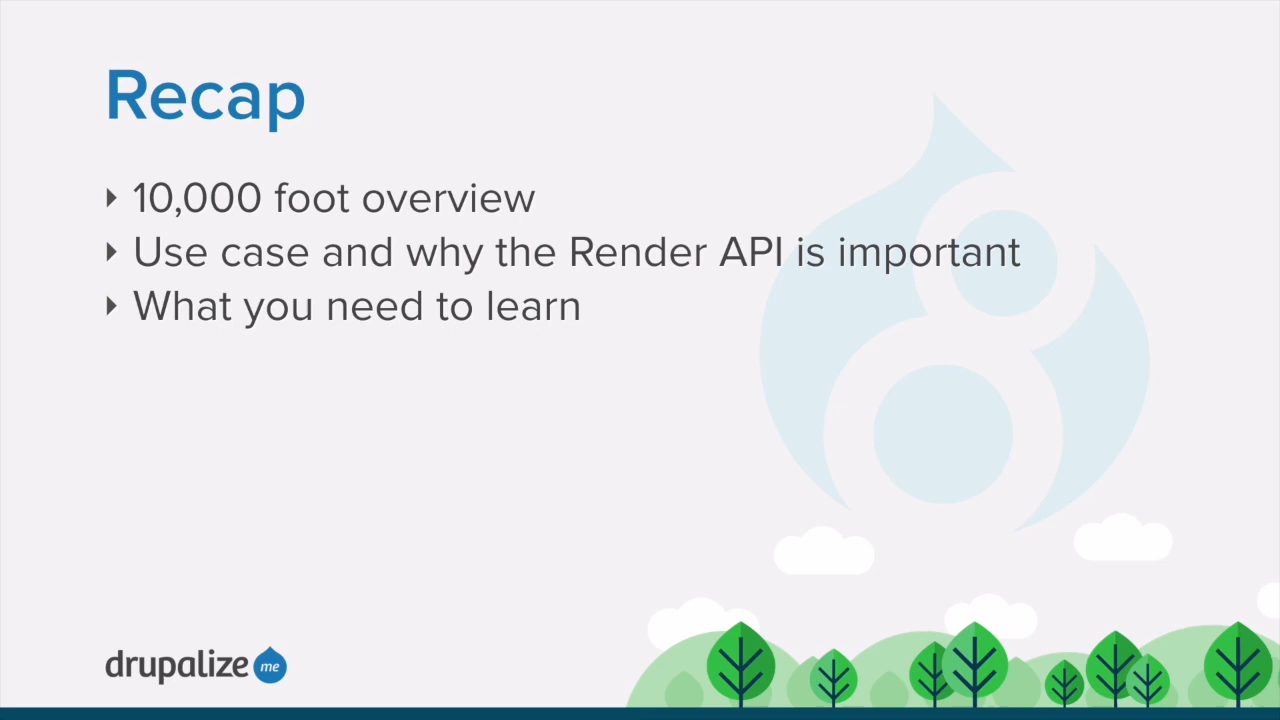 Recap
10,000 foot overview
Use case and why the Render API is important
What you need to learn
drupalize me